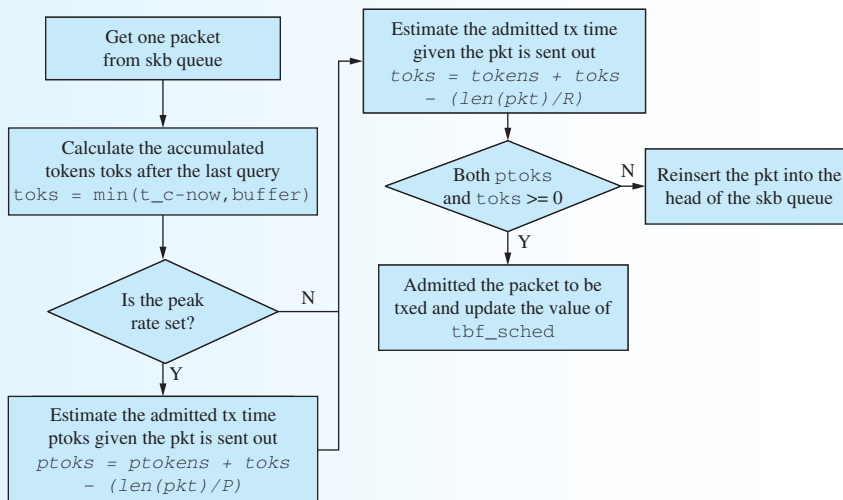 Get one packet
from skb queue
Calculate the accumulated
tokens toks after the last query
toks = min(t_c-now,buffer)
Is the peak
rate set?
N
Y
Estimate the admitted tx time
ptoks given the pkt is sent out
ptoks = ptokens + toks
- (len(pkt)/P)
Estimate the admitted tx time
given the pkt is sent out
toks = tokens + toks
- (len(pkt)/R)
Both ptoks
and toks >= 0
N
Reinsert the pkt into the
head of the skb queue
Y
Admitted the packet to be
txed and update the value of
tbf_sched